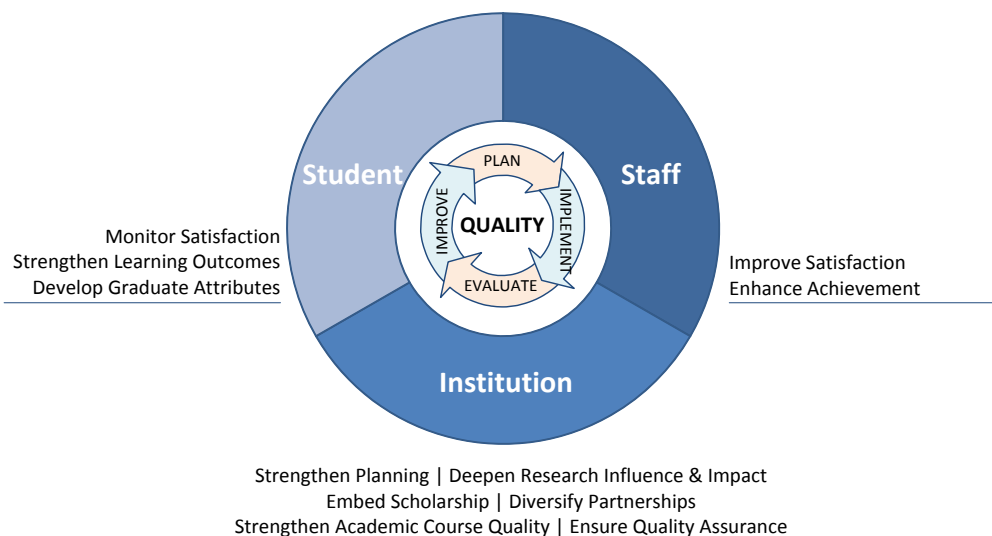 Student
Staff
PLAN
IMPLEMENT
QUALITY
IMPROVE
EVALUATE
Monitor Satisfaction
Strengthen Learning Outcomes
Develop Graduate Attributes
Improve Satisfaction
Enhance Achievement
Institution
Strengthen Planning | Deepen Research Influence & Impact
Embed Scholarship | Diversify Partnerships
Strengthen Academic Course Quality | Ensure Quality Assurance